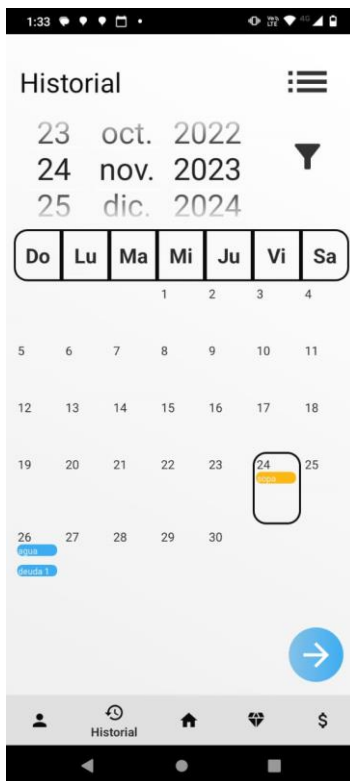 1:33
4G
Historial
23 oct. 2022
24 nov. 2023
25 dic. 2024
Do Lu Ma Mi Ju Vi Sa
1 2 3 4
5 6 7 8 9 10 11
12 13 14 15 16 17 18
19 20 21 22 23 24 25
26 27 28 29 30
agua
deuda 1
Historial